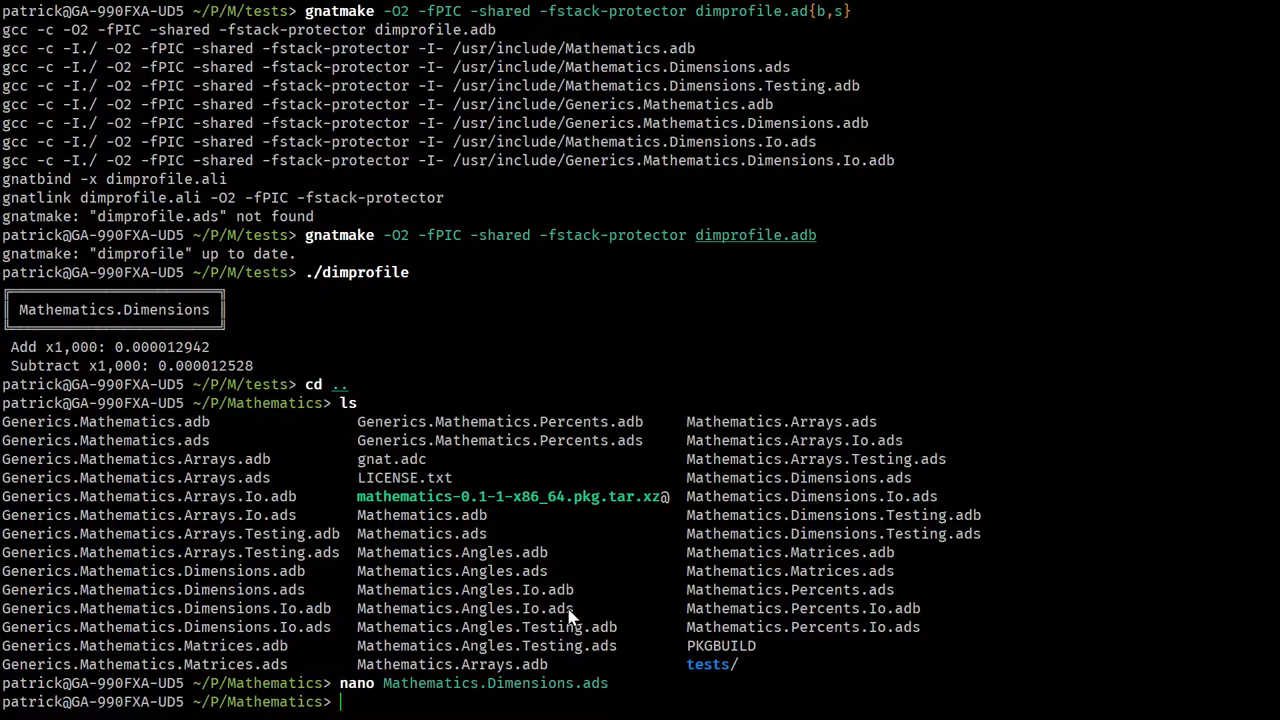 patrick@GA-990FXA-UD5 ~/P/M/tests> gnatmake -O2 -fPIC -shared -fstack-protector dimprofile.ad{b,s}
gcc -c -O2 -fPIC -shared -fstack-protector dimprofile.adb
gcc -c -I./ -O2 -fPIC -shared -fstack-protector -I- /usr/include/Mathematics.adb
gcc -c -I./ -O2 -fPIC -shared -fstack-protector -I- /usr/include/Mathematics.Dimensions.ads
gcc -c -I./ -O2 -fPIC -shared -fstack-protector -I- /usr/include/Mathematics.Dimensions.Testing.adb
gcc -c -I./ -O2 -fPIC -shared -fstack-protector -I- /usr/include/Generics.Mathematics.adb
gcc -c -I./ -O2 -fPIC -shared -fstack-protector -I- /usr/include/Generics.Mathematics.Dimensions.adb
gcc -c -I./ -O2 -fPIC -shared -fstack-protector -I- /usr/include/Mathematics.Dimensions.Io.ads
gcc -c -I./ -O2 -fPIC -shared -fstack-protector -I- /usr/include/Generics.Mathematics.Dimensions.Io.adb
gnatbind -x dimprofile.ali
gnatlink dimprofile.ali -O2 -fPIC -fstack-protector
gnatmake: "dimprofile.ads" not found
patrick@GA-990FXA-UD5 ~/P/M/tests> gnatmake -O2 -fPIC -shared -fstack-protector dimprofile.adb
gnatmake: "dimprofile" up to date.
patrick@GA-990FXA-UD5 ~/P/M/tests> ./dimprofile
Mathematics.Dimensions
Add x1,000: 0.000012942
Subtract x1,000: 0.000012528
patrick@GA-990FXA-UD5 ~/P/M/tests> cd ..
patrick@GA-990FXA-UD5 ~/P/Mathematics> ls
Generics.Mathematics.adb Generics.Mathematics.Percents.adb Mathematics.Arrays.ads
Generics.Mathematics.ads Generics.Mathematics.Percents.ads Mathematics.Arrays.Io.ads
Generics.Mathematics.Arrays.adb gnat.adc Mathematics.Arrays.Testing.ads
Generics.Mathematics.Arrays.ads LICENSE.txt Mathematics.Dimensions.ads
Generics.Mathematics.Arrays.Io.adb mathematics-0.1-1-x86_64.pkg.tar.xz@ Mathematics.Dimensions.Io.ads
Generics.Mathematics.Arrays.Io.ads Mathematics.adb Mathematics.Dimensions.Testing.adb
Generics.Mathematics.Arrays.Testing.adb Mathematics.ads Mathematics.Dimensions.Testing.ads
Generics.Mathematics.Arrays.Testing.ads Mathematics.Angles.adb Mathematics.Matrices.adb
Generics.Mathematics.Dimensions.adb Mathematics.Angles.ads Mathematics.Matrices.ads
Generics.Mathematics.Dimensions.ads Mathematics.Angles.Io.adb Mathematics.Percents.ads
Generics.Mathematics.Dimensions.Io.adb Mathematics.Angles.Io.ads Mathematics.Percents.Io.adb
Generics.Mathematics.Dimensions.Io.ads Mathematics.Angles.Testing.adb Mathematics.Percents.Io.ads
Generics.Mathematics.Matrices.adb Mathematics.Angles.Testing.ads PKGBUILD
Generics.Mathematics.Matrices.ads Mathematics.Arrays.adb tests/
patrick@GA-990FXA-UD5 ~/P/Mathematics> nano Mathematics.Dimensions.ads
patrick@GA-990FXA-UD5 ~/P/Mathematics>